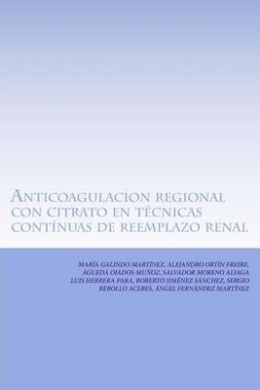 Anticoagulacion regional
con citrato en técnicas
contínuas de reemplazo renal
MARÍA GALINDO MARTÍNEZ, ALEJANDRO ORTÍN FREIRE,
ÁGUEDA OJADOS MUÑOZ, SALVADOR MORENO ALIAGA
LUIS HERRERA PARA, ROBERTO JIMÉNEZ SÁNCHEZ, SERGIO
REBOLLO ACEBES, ÁNGEL FERNÁNDEZ MARTÍNEZ